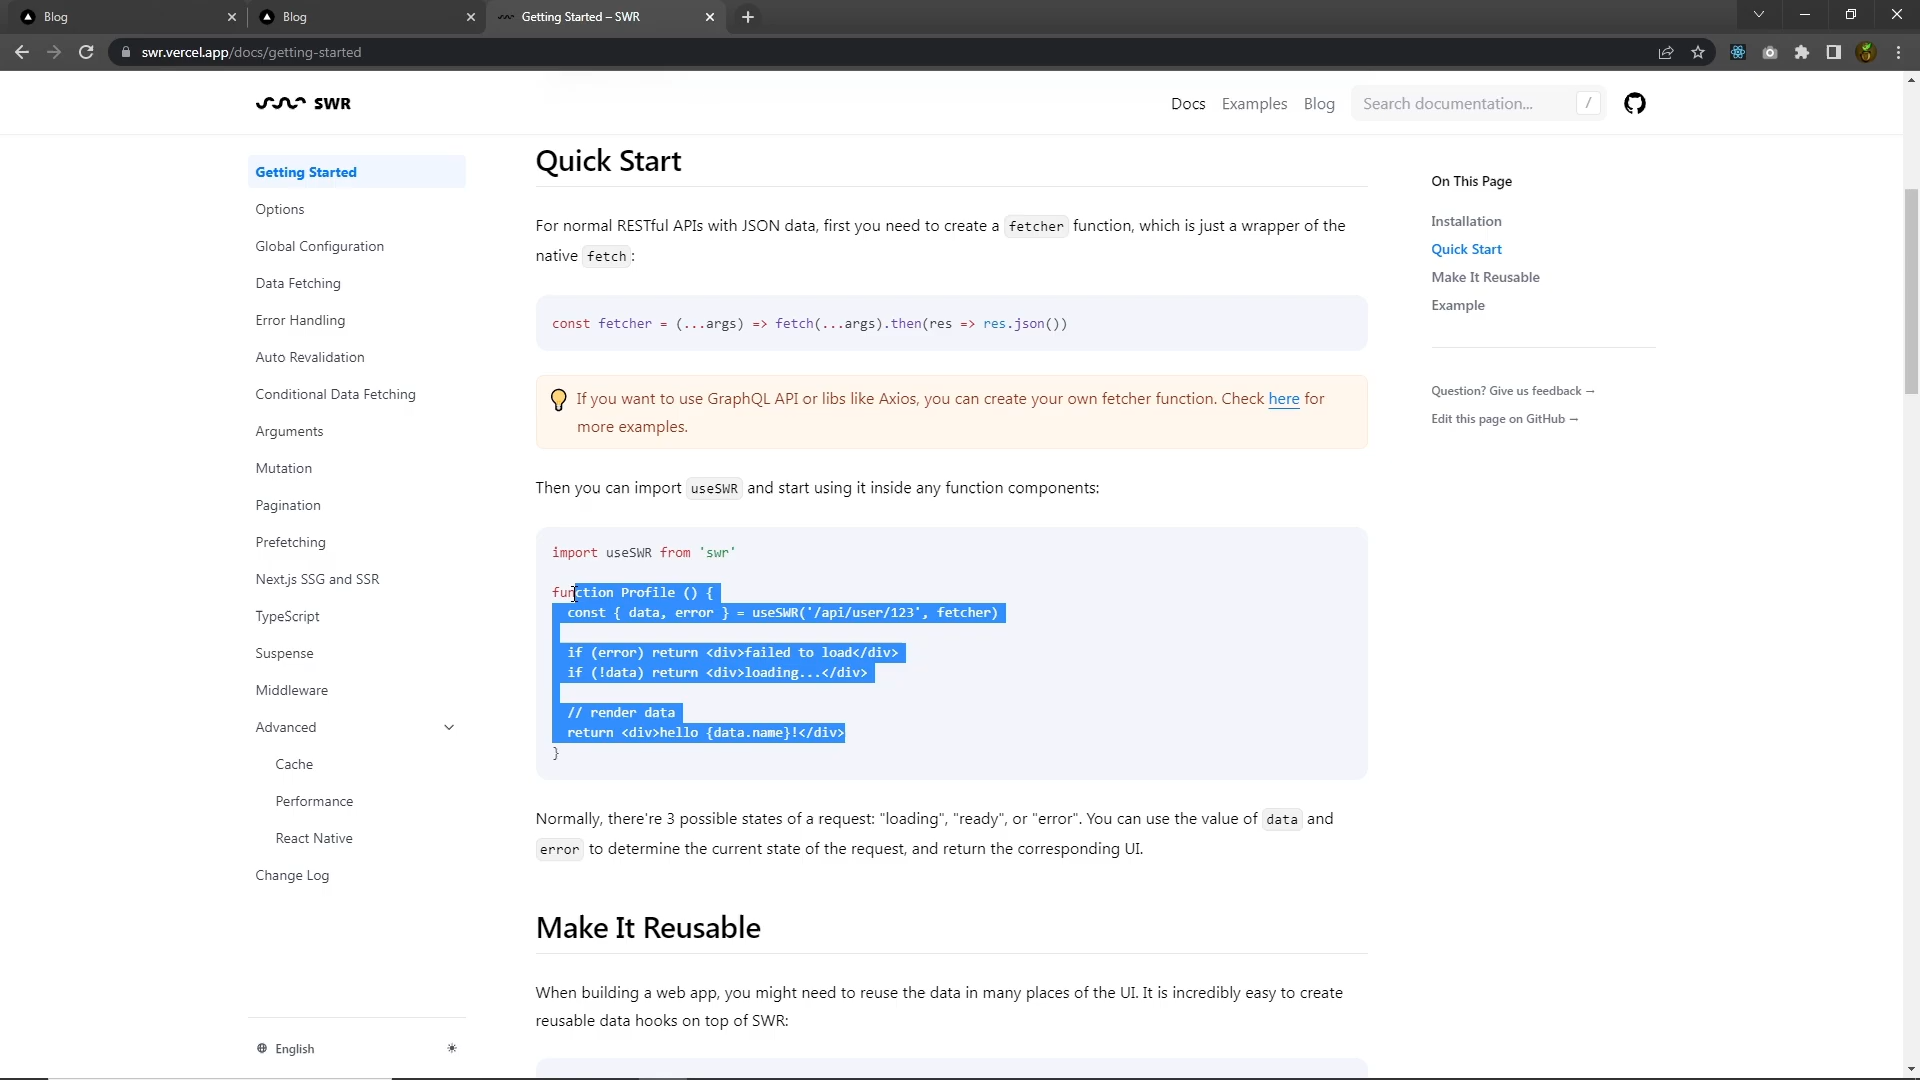 Blog
Blog
Getting Started – SWR
swr.vercel.app/docs/getting-started
SWR
Docs
Examples
Blog
Search documentation...
/
Getting Started
Options
Global Configuration
Data Fetching
Error Handling
Auto Revalidation
Conditional Data Fetching
Arguments
Mutation
Pagination
Prefetching
Next.js SSG and SSR
TypeScript
Suspense
Middleware
Advanced
Cache
Performance
React Native
Change Log
English
Quick Start
For normal RESTful APIs with JSON data, first you need to create a fetcher function, which is just a wrapper of the
native fetch:
const fetcher = (...args) => fetch(...args).then(res => res.json())
If you want to use GraphQL API or libs like Axios, you can create your own fetcher function. Check here for
more examples.
Then you can import useSWR and start using it inside any function components:
import useSWR from 'swr'
function Profile () {
const { data, error } = useSWR('/api/user/123', fetcher)
if (error) return <div>failed to load</div>
if (!data) return <div>loading...</div>
// render data
return <div>hello {data.name}!</div>
}
Normally, there're 3 possible states of a request: "loading", "ready", or "error". You can use the value of data and
error to determine the current state of the request, and return the corresponding UI.
Make It Reusable
When building a web app, you might need to reuse the data in many places of the UI. It is incredibly easy to create
reusable data hooks on top of SWR:
On This Page
Installation
Quick Start
Make It Reusable
Example
Question? Give us feedback →
Edit this page on GitHub →